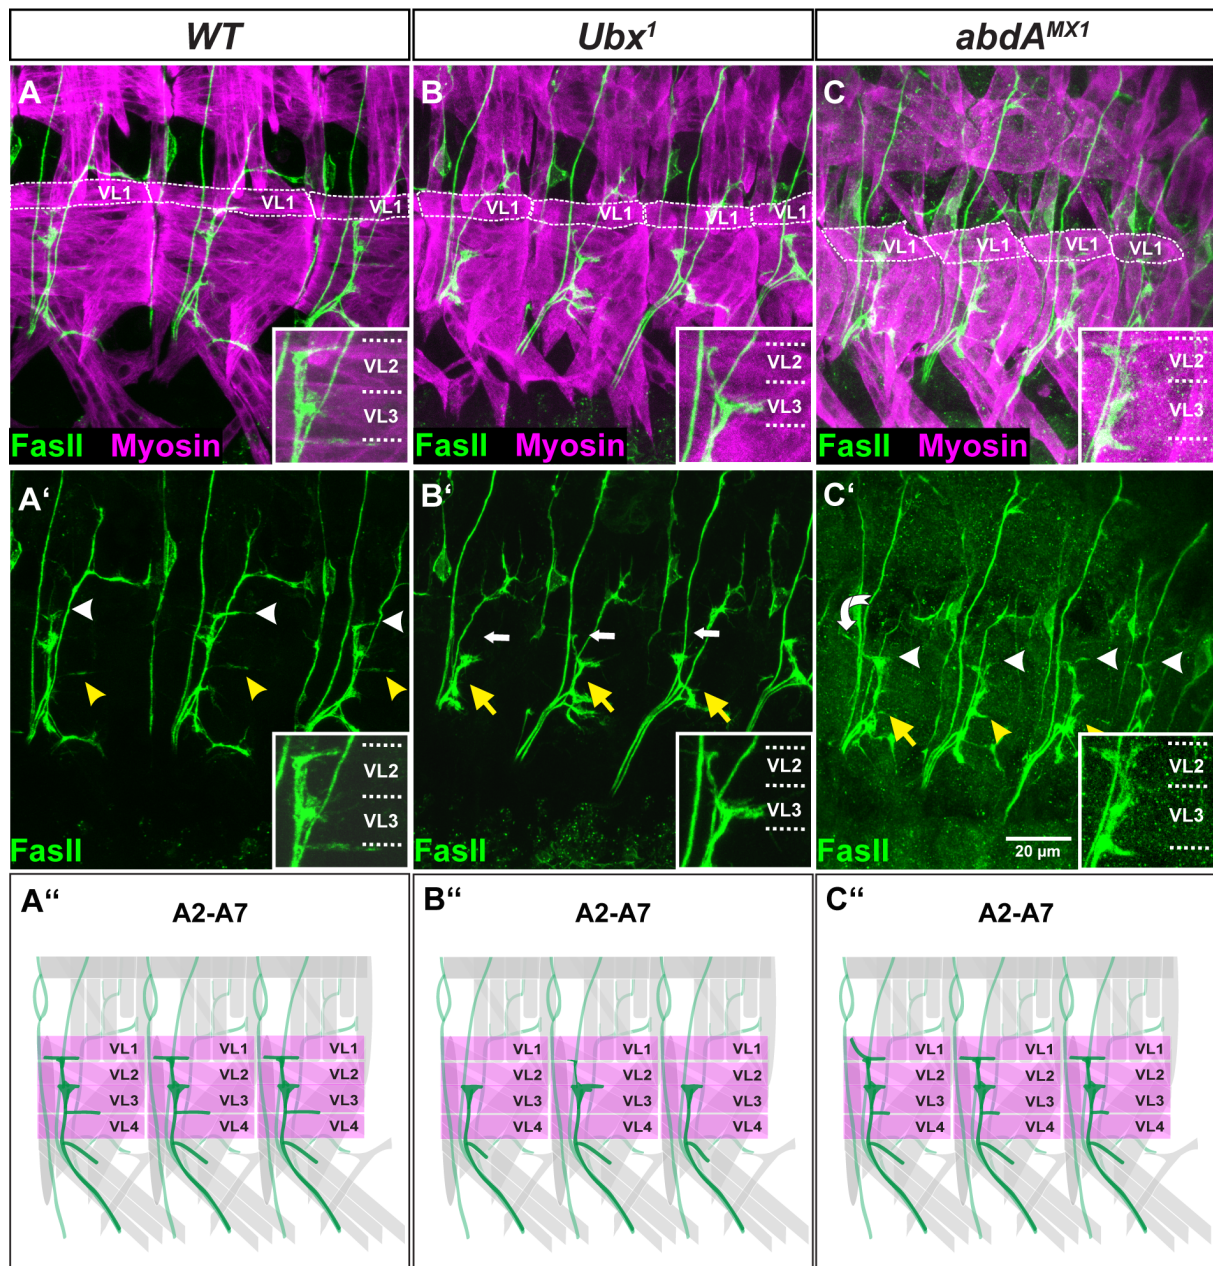 WT
Ubx¹
abdAᴹˣ¹
A
VL1
VL1
VL1
VL2
VL3
FasII Myosin
B
VL1
VL1
VL1
VL1
VL2
VL3
FasII Myosin
C
VL1
VL1
VL1
VL1
VL2
VL3
FasII Myosin
A‘
VL2
VL3
FasII
B‘
VL2
VL3
FasII
C‘
VL2
VL3
20 µm
FasII
A“
A2-A7
VL1 VL1 VL1
VL2 VL2 VL2
VL3 VL3 VL3
VL4 VL4 VL4
B“
A2-A7
VL1 VL1 VL1
VL2 VL2 VL2
VL3 VL3 VL3
VL4 VL4 VL4
C“
A2-A7
VL1 VL1 VL1
VL2 VL2 VL2
VL3 VL3 VL3
VL4 VL4 VL4